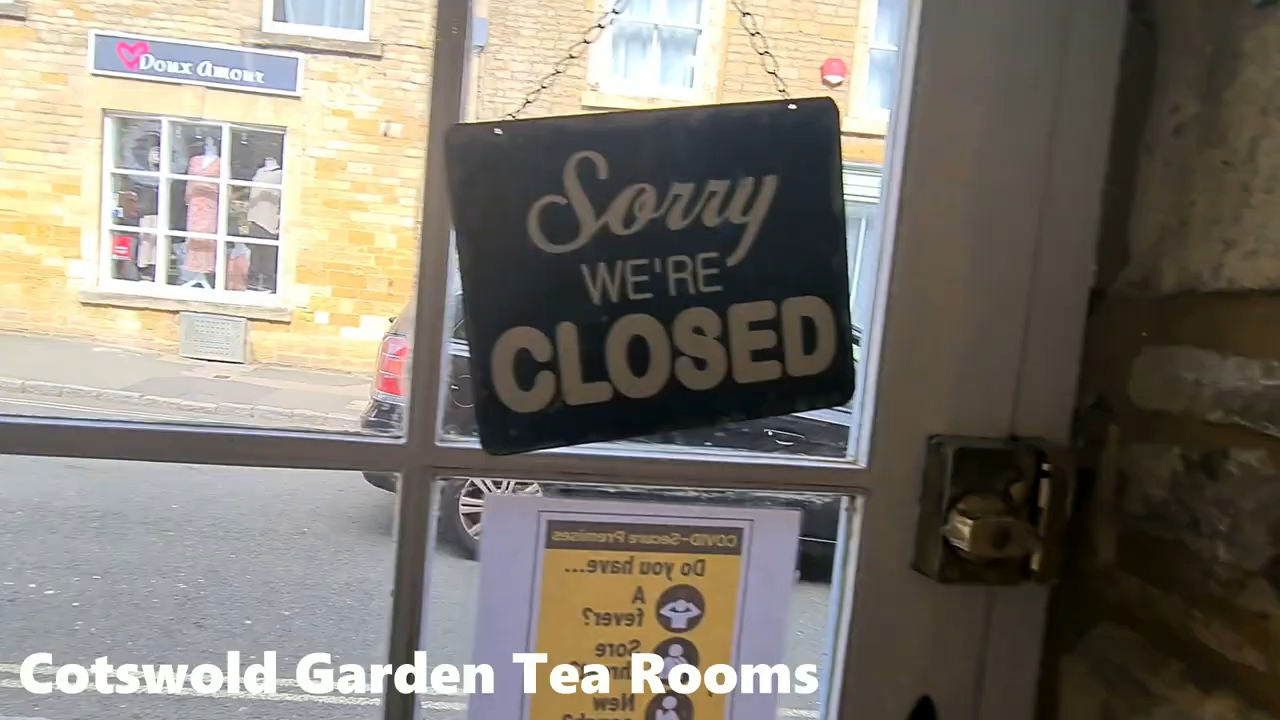 Doux Amour
Sorry
WE'RE
CLOSED
COVID-Secure Premises
Do you have...
A
fever?
Sore
New
Cotswold Garden Tea Rooms